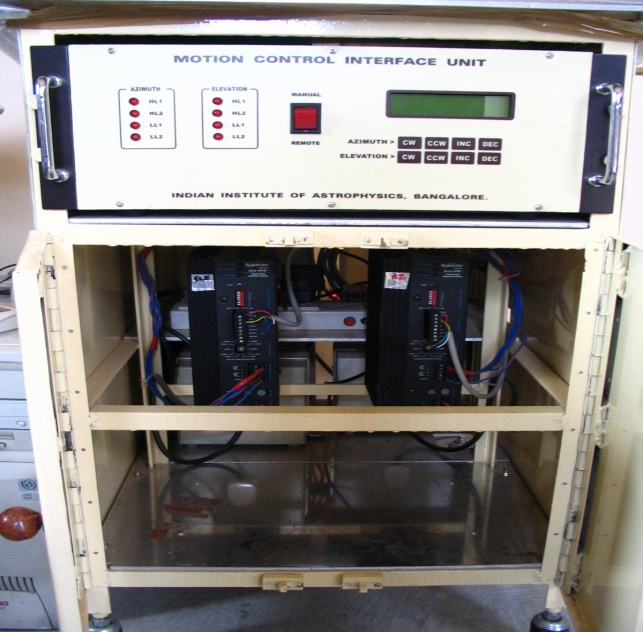 MOTION CONTROL INTERFACE UNIT
AZIMUTH
HL1
HL2
LL1
LL2
ELEVATION
HL1
HL2
LL1
LL2
MANUAL
REMOTE
AZIMUTH > CW CCW INC DEC
ELEVATION > CW CCW INC DEC
INDIAN INSTITUTE OF ASTROPHYSICS, BANGALORE.
ELE
AZ